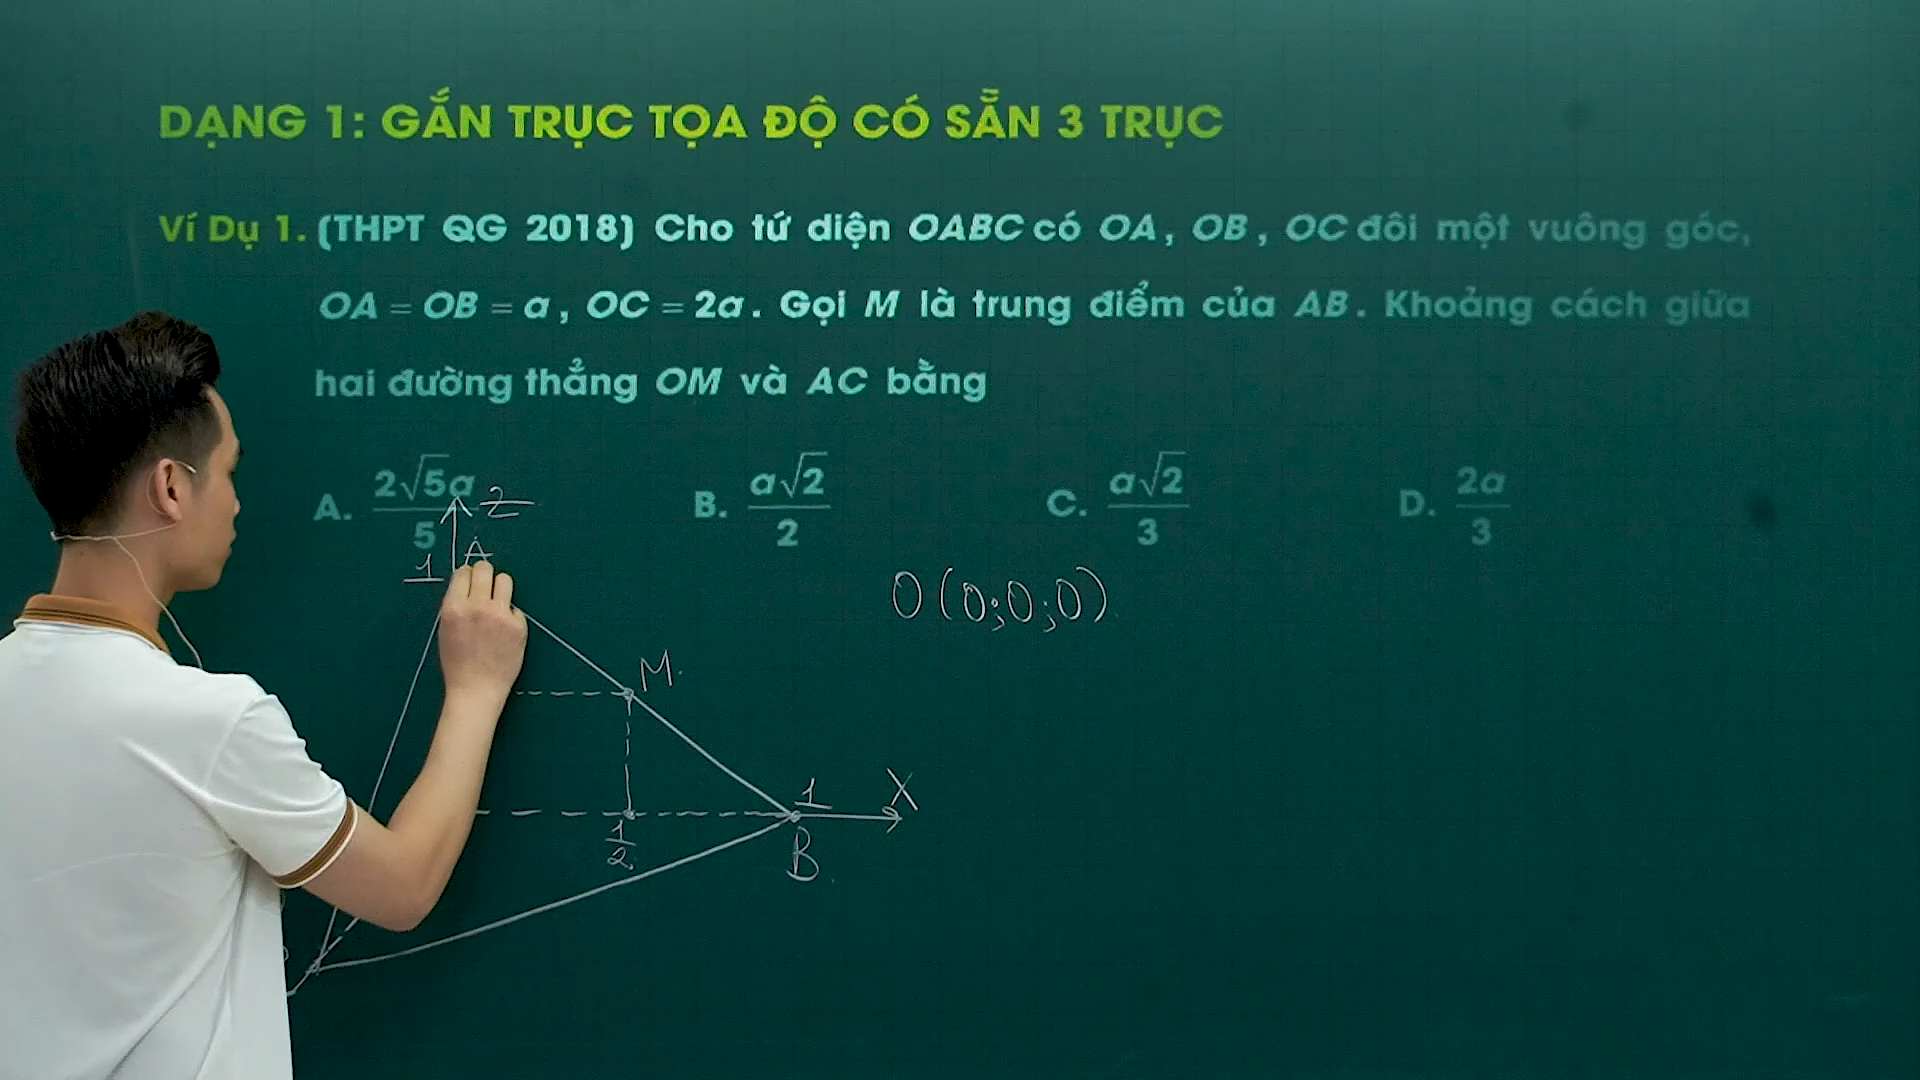 DẠNG 1: GẮN TRỤC TỌA ĐỘ CÓ SẴN 3 TRỤC
Ví Dụ 1. (THPT QG 2018) Cho tứ diện OABC có OA, OB, OC đôi một vuông góc,
OA = OB = a, OC = 2a. Gọi M là trung điểm của AB. Khoảng cách giữa
hai đường thẳng OM và AC bằng
A. 2√5a/5 B. a√2/2 C. a√2/3 D. 2a/3
Z
1 A
O(0;0;0)
M
1 X
1/2 B